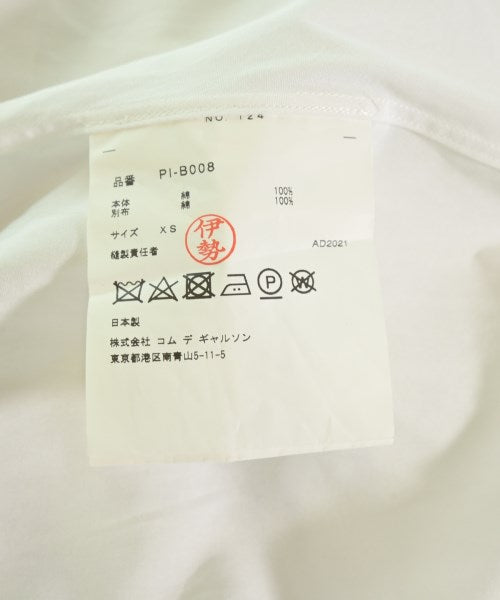 NO. 124
品番 PI-B008
本体 綿 100%
別布 綿 100%
サイズ XS
縫製責任者 伊勢 AD2021
日本製
株式会社 コム デ ギャルソン
東京都港区南青山5-11-5